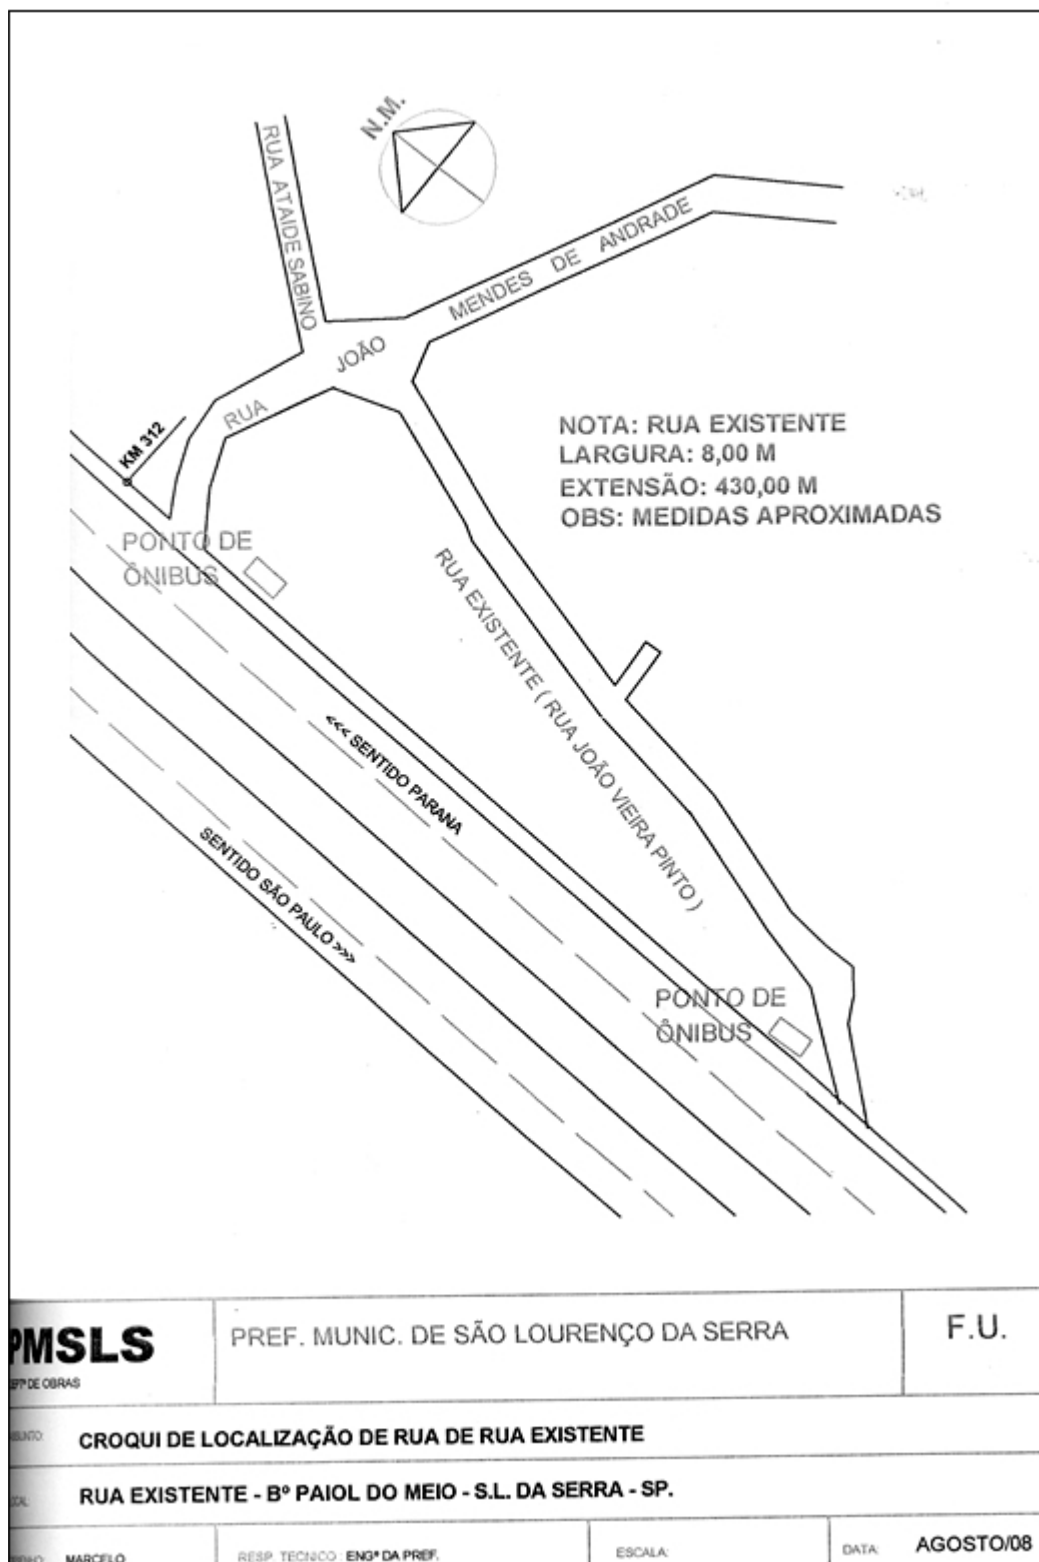 N.M.
RUA ATAIDE SABINO
RUA JOÃO MENDES DE ANDRADE
KM 312
NOTA: RUA EXISTENTE
LARGURA: 8,00 M
EXTENSÃO: 430,00 M
OBS: MEDIDAS APROXIMADAS
PONTO DE
ÔNIBUS
RUA EXISTENTE ( RUA JOÃO VIEIRA PINTO )
<<< SENTIDO PARANA
SENTIDO SÃO PAULO >>>
PONTO DE
ÔNIBUS
PMSLS
PREF. MUNIC. DE SÃO LOURENÇO DA SERRA
F.U.
DE OBRAS
CROQUI DE LOCALIZAÇÃO DE RUA DE RUA EXISTENTE
RUA EXISTENTE - Bº PAIOL DO MEIO - S.L. DA SERRA - SP.
MARCELO
RESP. TECNICO : ENGº DA PREF.
ESCALA:
DATA: AGOSTO/08